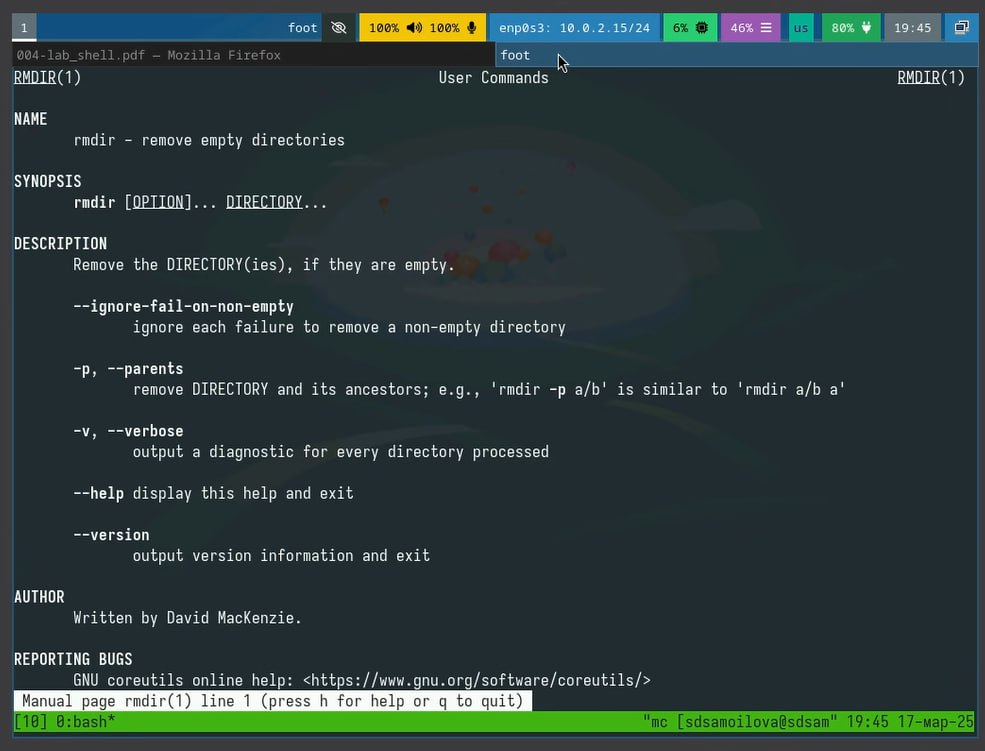 1 foot 100% 100% enp0s3: 10.0.2.15/24 6% 46% us 80% 19:45
004-lab_shell.pdf — Mozilla Firefox foot
RMDIR(1) User Commands RMDIR(1)
NAME
rmdir - remove empty directories
SYNOPSIS
rmdir [OPTION]... DIRECTORY...
DESCRIPTION
Remove the DIRECTORY(ies), if they are empty.
--ignore-fail-on-non-empty
ignore each failure to remove a non-empty directory
-p, --parents
remove DIRECTORY and its ancestors; e.g., 'rmdir -p a/b' is similar to 'rmdir a/b a'
-v, --verbose
output a diagnostic for every directory processed
--help display this help and exit
--version
output version information and exit
AUTHOR
Written by David MacKenzie.
REPORTING BUGS
GNU coreutils online help: <https://www.gnu.org/software/coreutils/>
Manual page rmdir(1) line 1 (press h for help or q to quit)
[10] 0:bash* "mc [sdsamoilova@sdsam" 19:45 17-мар-25